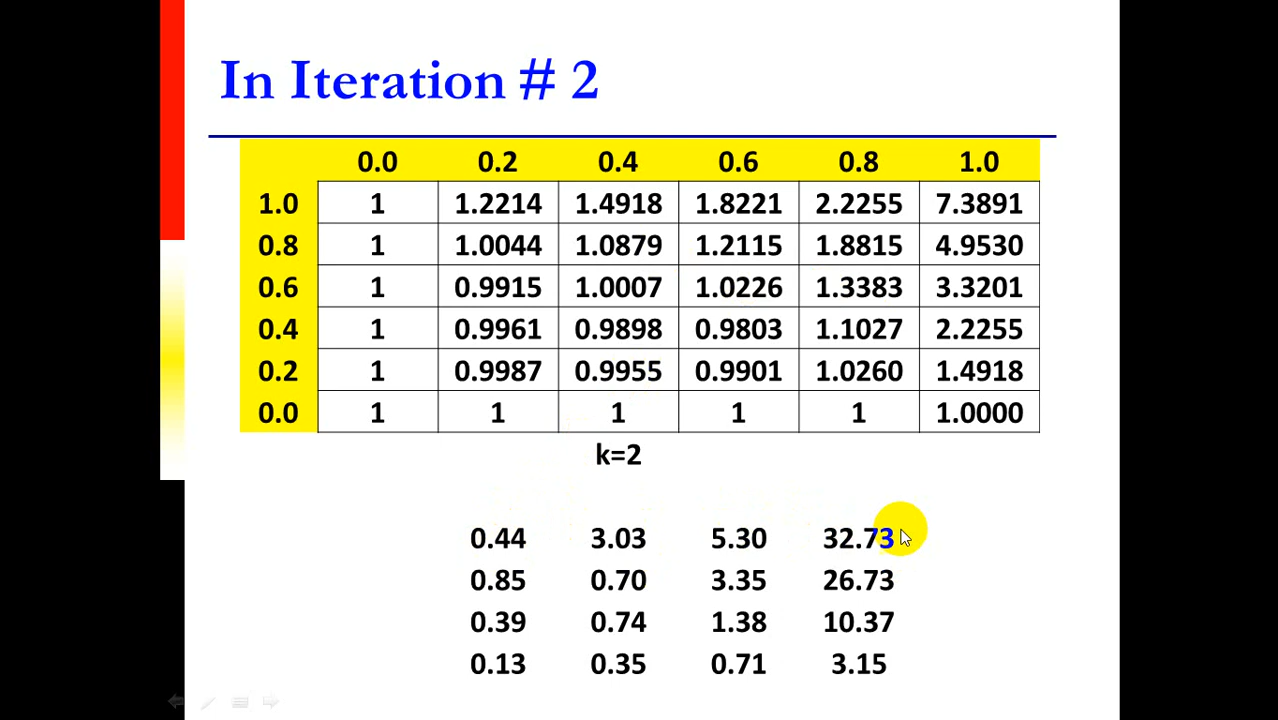 In Iteration # 2
0.0 0.2 0.4 0.6 0.8 1.0
1.0 1 1.2214 1.4918 1.8221 2.2255 7.3891
0.8 1 1.0044 1.0879 1.2115 1.8815 4.9530
0.6 1 0.9915 1.0007 1.0226 1.3383 3.3201
0.4 1 0.9961 0.9898 0.9803 1.1027 2.2255
0.2 1 0.9987 0.9955 0.9901 1.0260 1.4918
0.0 1 1 1 1 1 1.0000
k=2
0.44 3.03 5.30 32.73
0.85 0.70 3.35 26.73
0.39 0.74 1.38 10.37
0.13 0.35 0.71 3.15